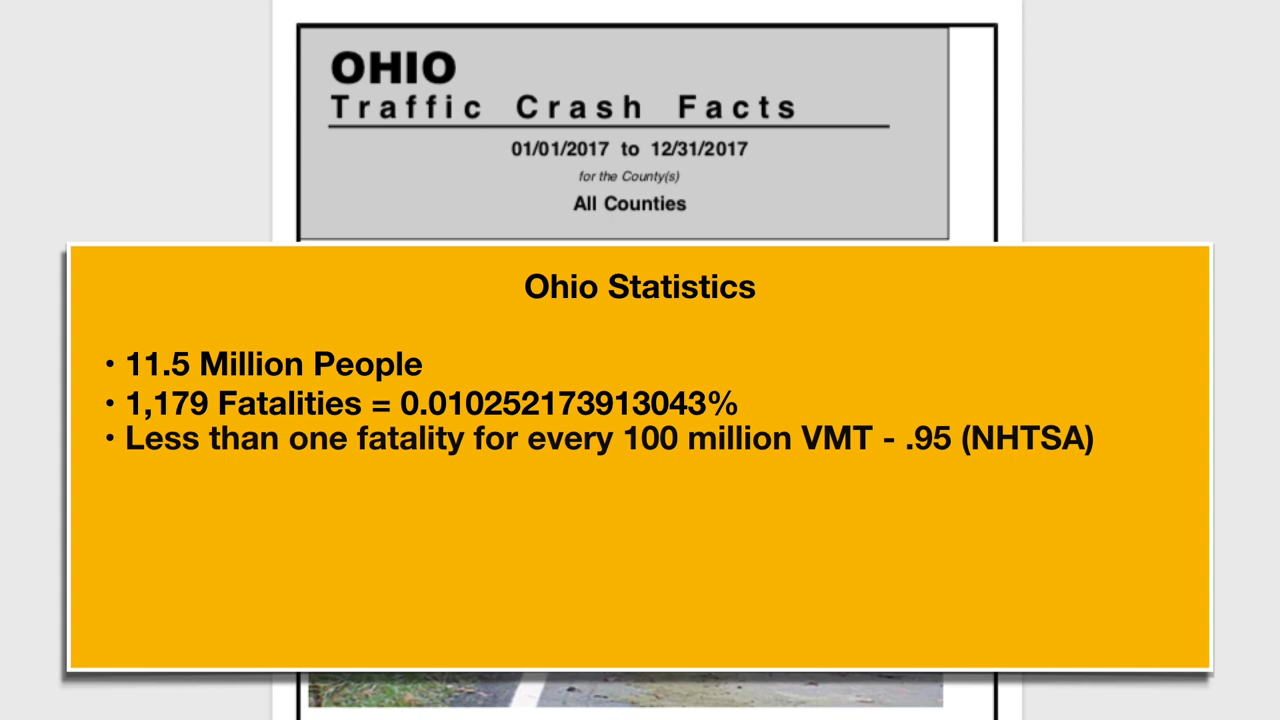 OHIO
Traffic Crash Facts
01/01/2017 to 12/31/2017
for the County(s)
All Counties
Ohio Statistics
• 11.5 Million People
• 1,179 Fatalities = 0.010252173913043%
• Less than one fatality for every 100 million VMT - .95 (NHTSA)